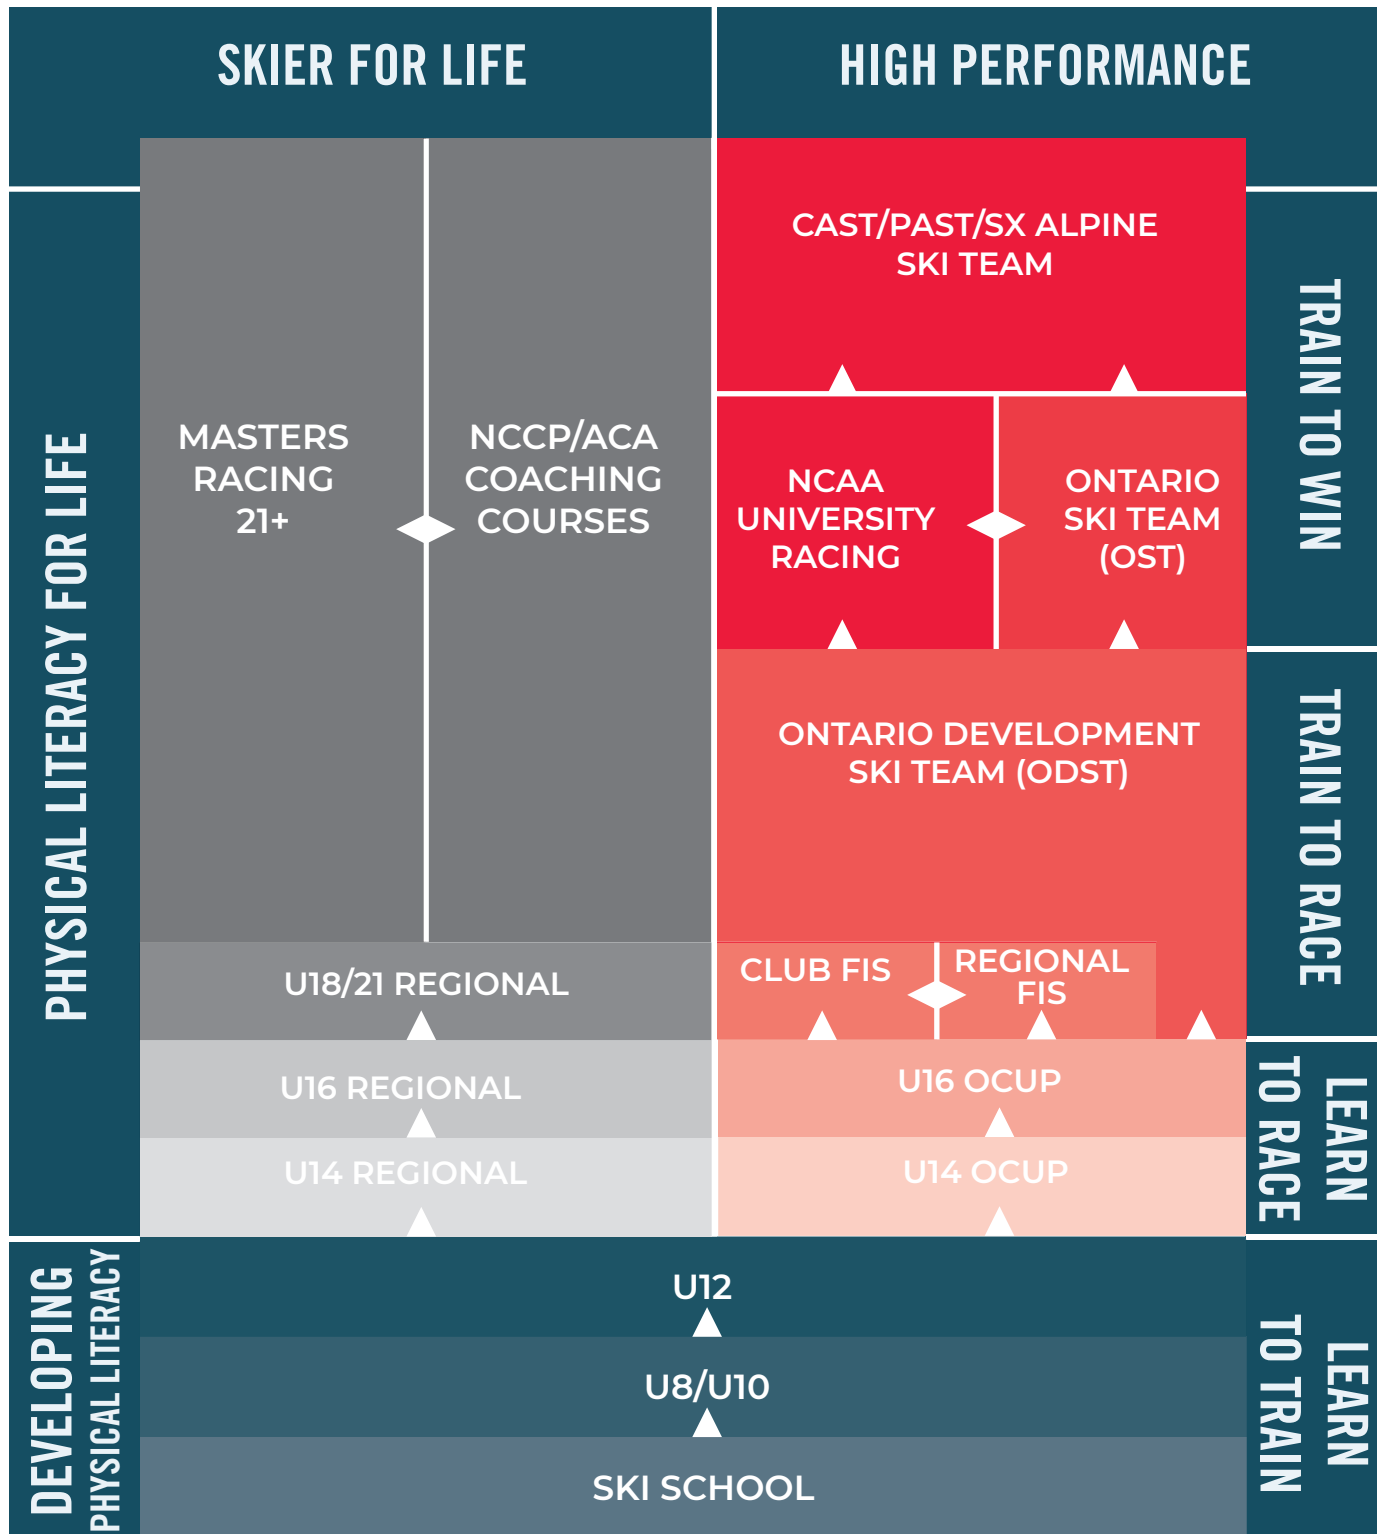 SKIER FOR LIFE
HIGH PERFORMANCE
PHYSICAL LITERACY FOR LIFE
MASTERS
RACING
21+
NCCP/ACA
COACHING
COURSES
CAST/PAST/SX ALPINE
SKI TEAM
NCAA
UNIVERSITY
RACING
ONTARIO
SKI TEAM
(OST)
TRAIN TO WIN
ONTARIO DEVELOPMENT
SKI TEAM (ODST)
TRAIN TO RACE
U18/21 REGIONAL
CLUB FIS
REGIONAL
FIS
U16 REGIONAL
U16 OCUP
U14 REGIONAL
U14 OCUP
LEARN
TO RACE
DEVELOPING
PHYSICAL LITERACY
U12
U8/U10
SKI SCHOOL
LEARN
TO TRAIN